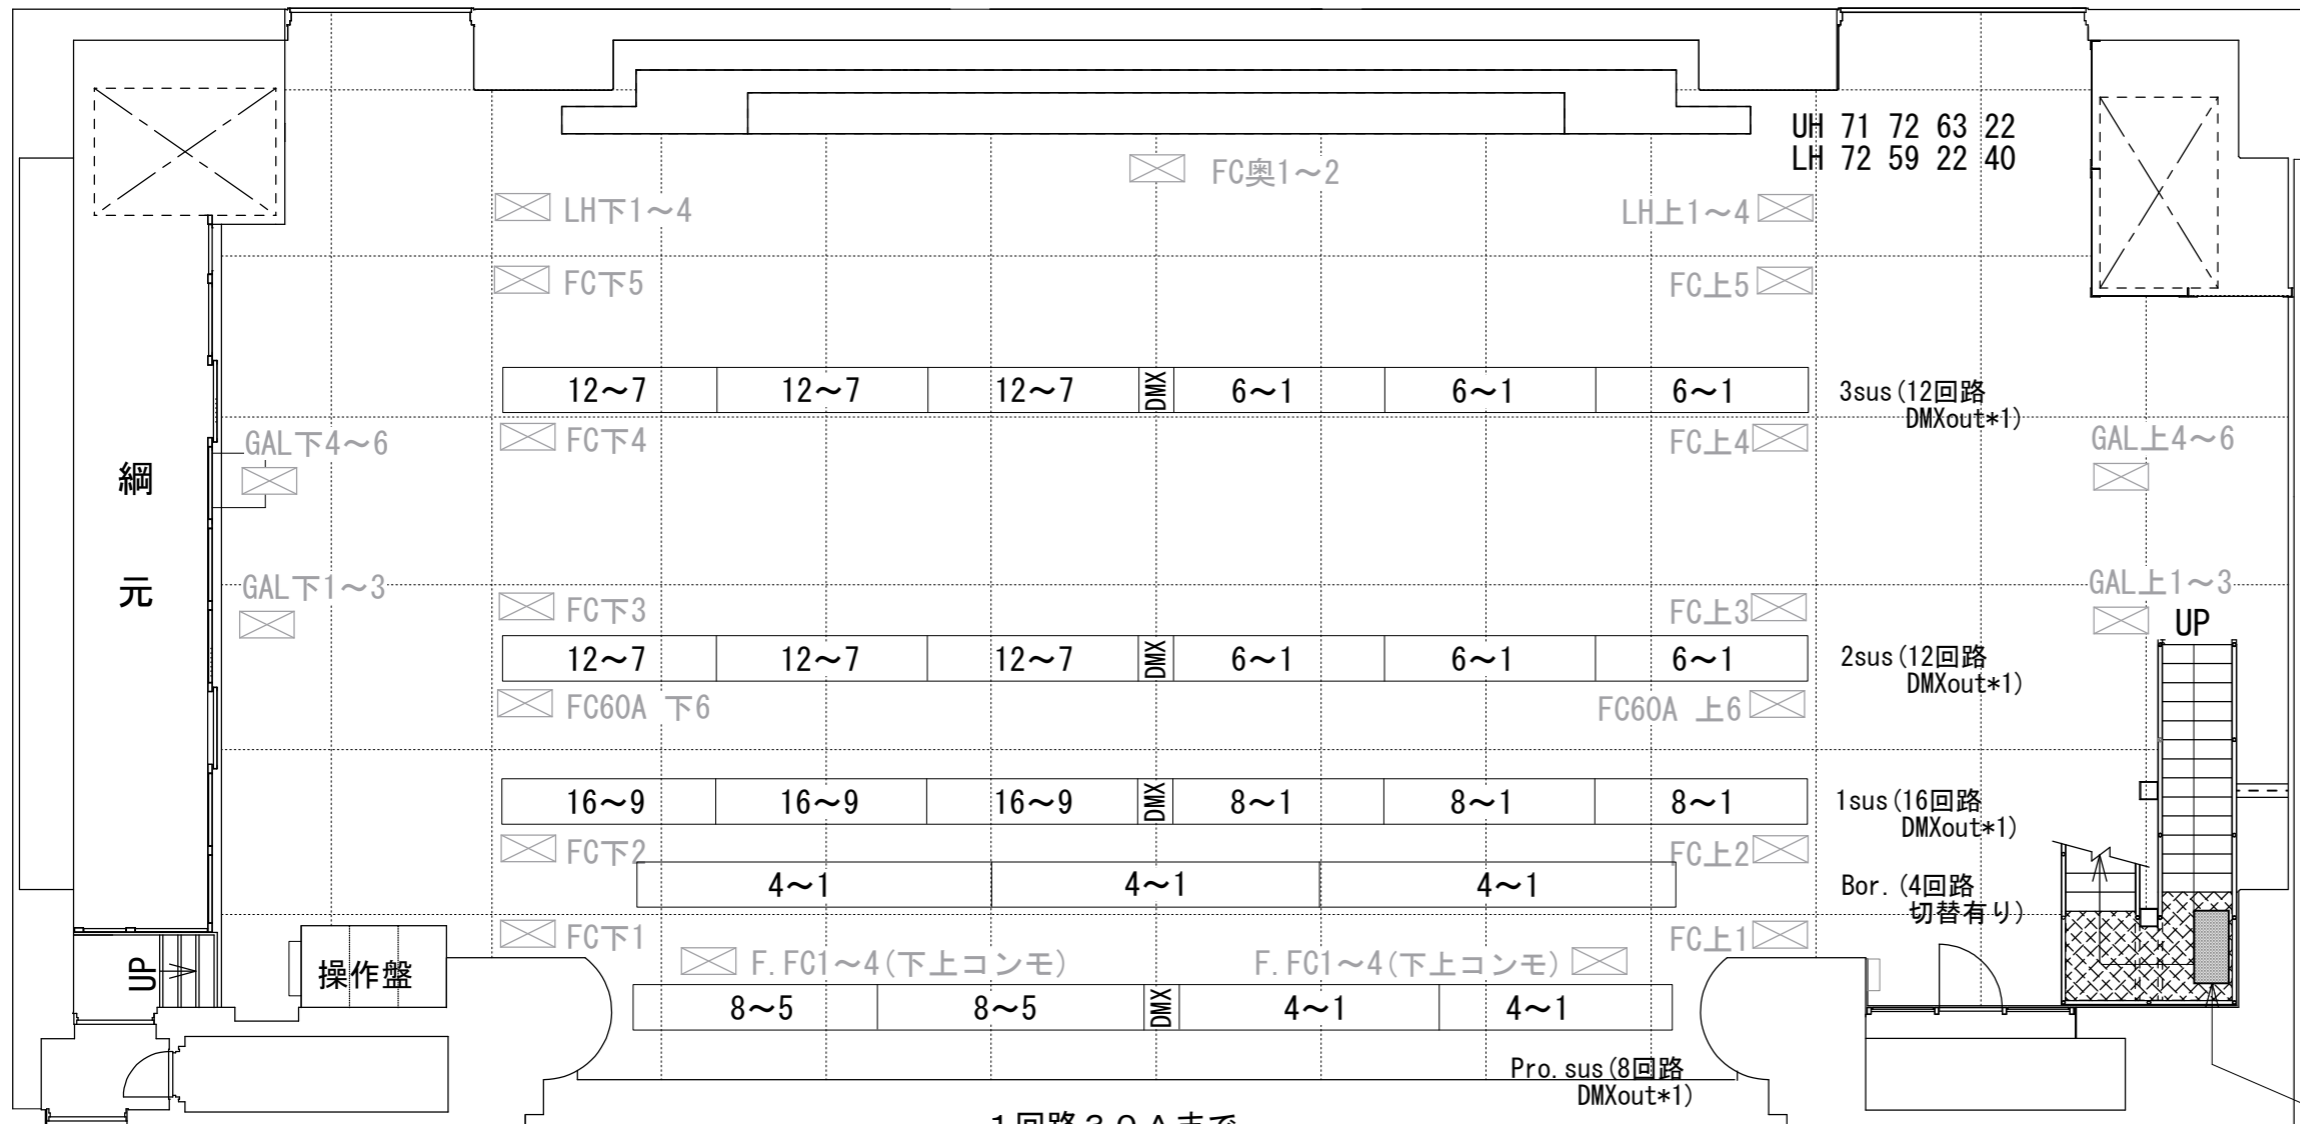 UH 71 72 63 22
LH 72 59 22 40
FC奥1～2
LH下1～4
LH上1～4
FC下5
FC上5
12～7 12～7 12～7 DMX 6～1 6～1 6～1
3sus(12回路
DMXout*1)
GAL下4～6
FC下4
FC上4
GAL上4～6
綱
元
GAL下1～3
FC下3
FC上3
GAL上1～3
UP
12～7 12～7 12～7 DMX 6～1 6～1 6～1
2sus(12回路
DMXout*1)
FC60A 下6
FC60A 上6
16～9 16～9 16～9 DMX 8～1 8～1 8～1
1sus(16回路
DMXout*1)
FC下2
FC上2
4～1 4～1 4～1
Bor.(4回路
切替有り)
FC下1
FC上1
UP
操作盤
F.FC1～4(下上コンモ)
F.FC1～4(下上コンモ)
8～5 8～5 DMX 4～1 4～1
Pro.sus(8回路
DMXout*1)
１回路３０Ａまで